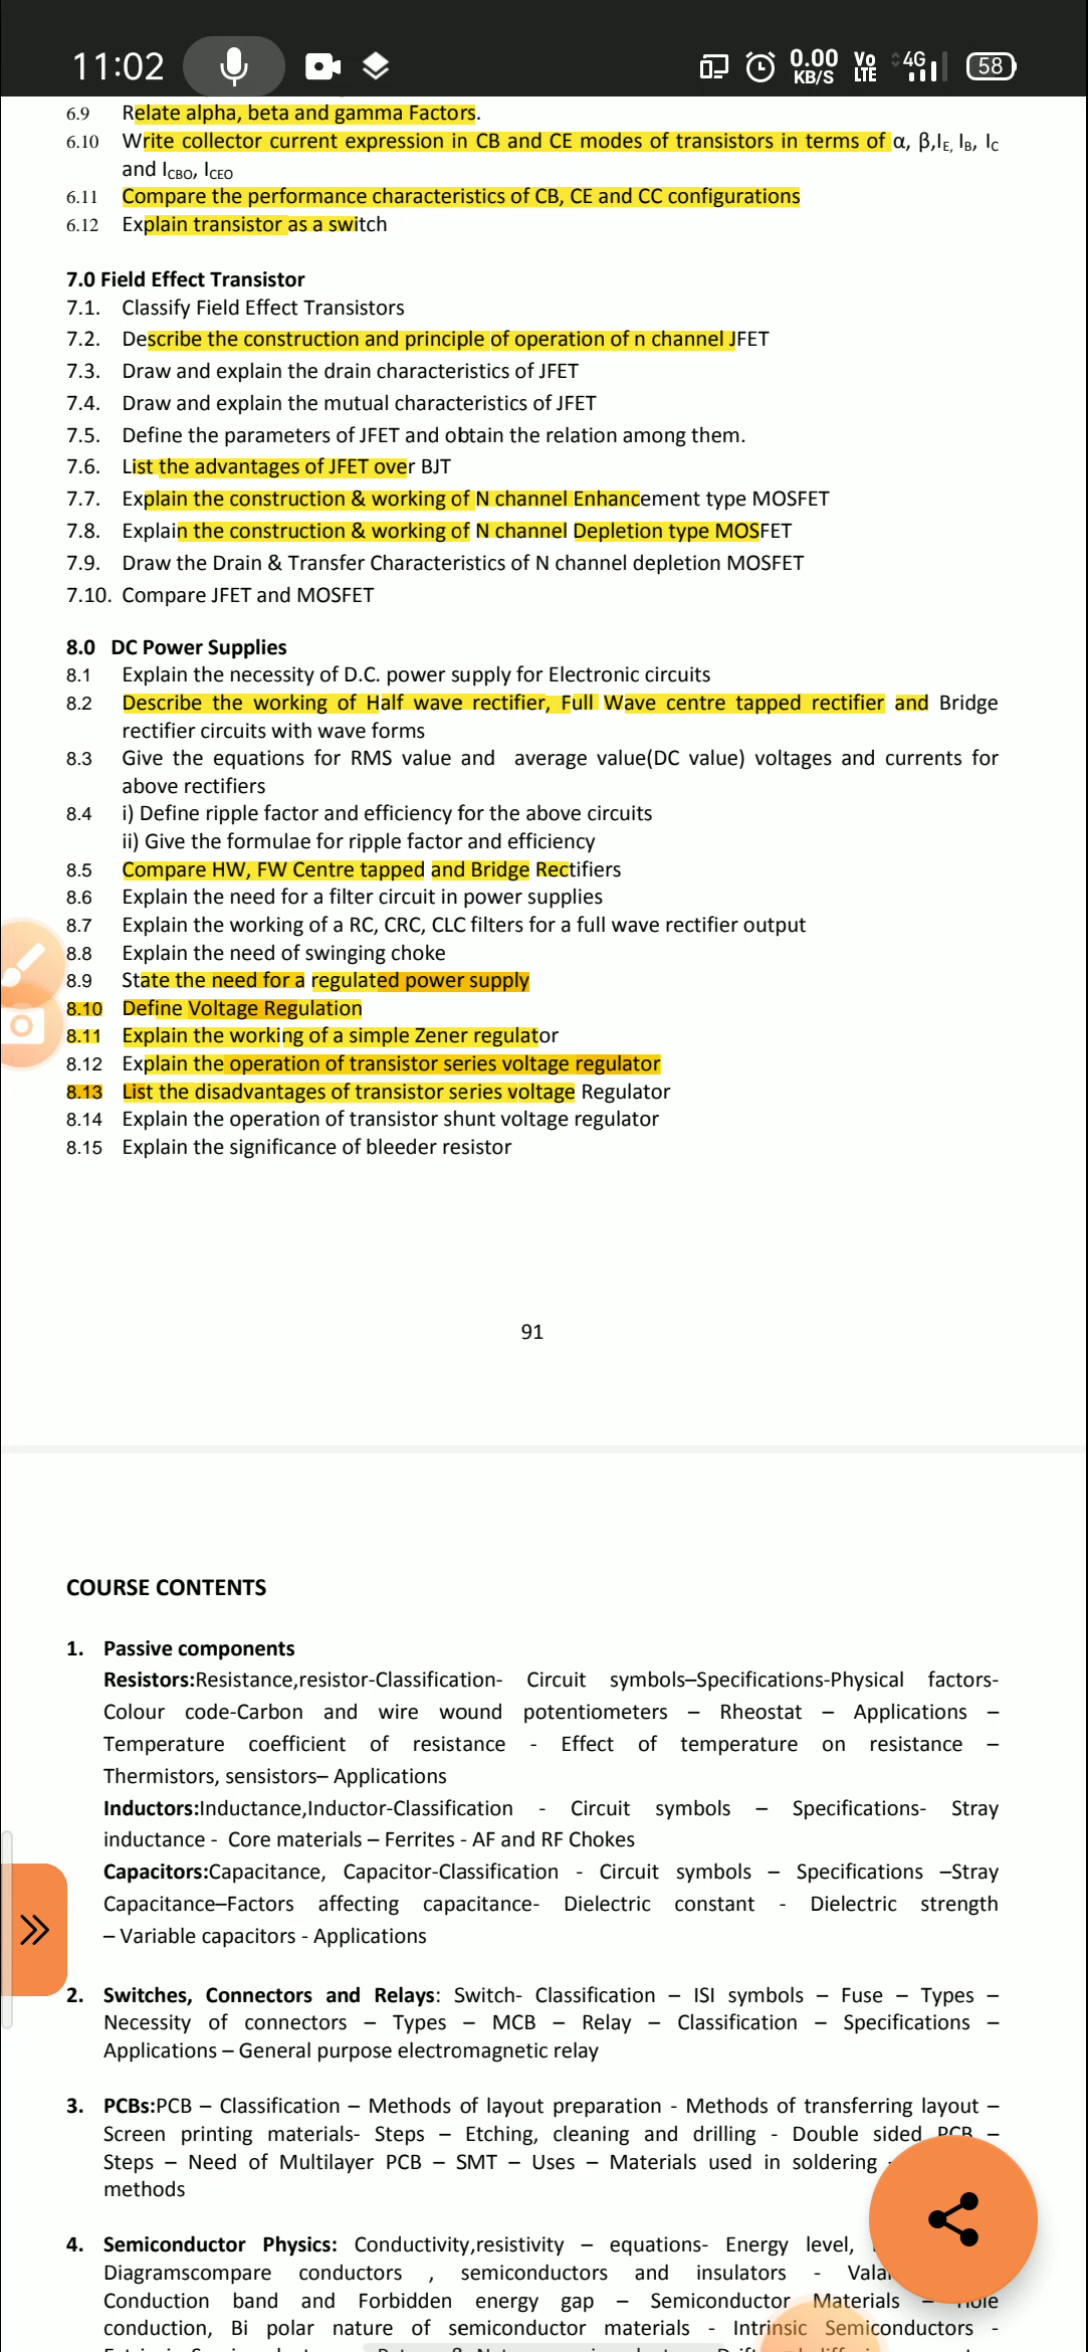 11:02
0.00 KB/S
Vo LTE
4G
58
6.9 Relate alpha, beta and gamma Factors.
6.10 Write collector current expression in CB and CE modes of transistors in terms of α, β,IE, IB, IC
and ICBO, ICEO
6.11 Compare the performance characteristics of CB, CE and CC configurations
6.12 Explain transistor as a switch
7.0 Field Effect Transistor
7.1. Classify Field Effect Transistors
7.2. Describe the construction and principle of operation of n channel JFET
7.3. Draw and explain the drain characteristics of JFET
7.4. Draw and explain the mutual characteristics of JFET
7.5. Define the parameters of JFET and obtain the relation among them.
7.6. List the advantages of JFET over BJT
7.7. Explain the construction & working of N channel Enhancement type MOSFET
7.8. Explain the construction & working of N channel Depletion type MOSFET
7.9. Draw the Drain & Transfer Characteristics of N channel depletion MOSFET
7.10. Compare JFET and MOSFET
8.0 DC Power Supplies
8.1 Explain the necessity of D.C. power supply for Electronic circuits
8.2 Describe the working of Half wave rectifier, Full Wave centre tapped rectifier and Bridge
rectifier circuits with wave forms
8.3 Give the equations for RMS value and average value(DC value) voltages and currents for
above rectifiers
8.4 i) Define ripple factor and efficiency for the above circuits
ii) Give the formulae for ripple factor and efficiency
8.5 Compare HW, FW Centre tapped and Bridge Rectifiers
8.6 Explain the need for a filter circuit in power supplies
8.7 Explain the working of a RC, CRC, CLC filters for a full wave rectifier output
8.8 Explain the need of swinging choke
8.9 State the need for a regulated power supply
8.10 Define Voltage Regulation
8.11 Explain the working of a simple Zener regulator
8.12 Explain the operation of transistor series voltage regulator
8.13 List the disadvantages of transistor series voltage Regulator
8.14 Explain the operation of transistor shunt voltage regulator
8.15 Explain the significance of bleeder resistor
91
COURSE CONTENTS
1. Passive components
Resistors:Resistance,resistor-Classification- Circuit symbols–Specifications-Physical factors-
Colour code-Carbon and wire wound potentiometers – Rheostat – Applications –
Temperature coefficient of resistance - Effect of temperature on resistance –
Thermistors, sensistors– Applications
Inductors:Inductance,Inductor-Classification - Circuit symbols – Specifications- Stray
inductance - Core materials – Ferrites - AF and RF Chokes
Capacitors:Capacitance, Capacitor-Classification - Circuit symbols – Specifications –Stray
Capacitance–Factors affecting capacitance- Dielectric constant - Dielectric strength
– Variable capacitors - Applications
2. Switches, Connectors and Relays: Switch- Classification – ISI symbols – Fuse – Types –
Necessity of connectors – Types – MCB – Relay – Classification – Specifications –
Applications – General purpose electromagnetic relay
3. PCBs:PCB – Classification – Methods of layout preparation - Methods of transferring layout –
Screen printing materials- Steps – Etching, cleaning and drilling - Double sided PCB –
Steps – Need of Multilayer PCB – SMT – Uses – Materials used in soldering -
methods
4. Semiconductor Physics: Conductivity,resistivity – equations- Energy level,
Diagramscompare conductors , semiconductors and insulators -
Conduction band and Forbidden energy gap – Semiconductor Materials –
conduction, Bi polar nature of semiconductor materials - Intrinsic Semiconductors -